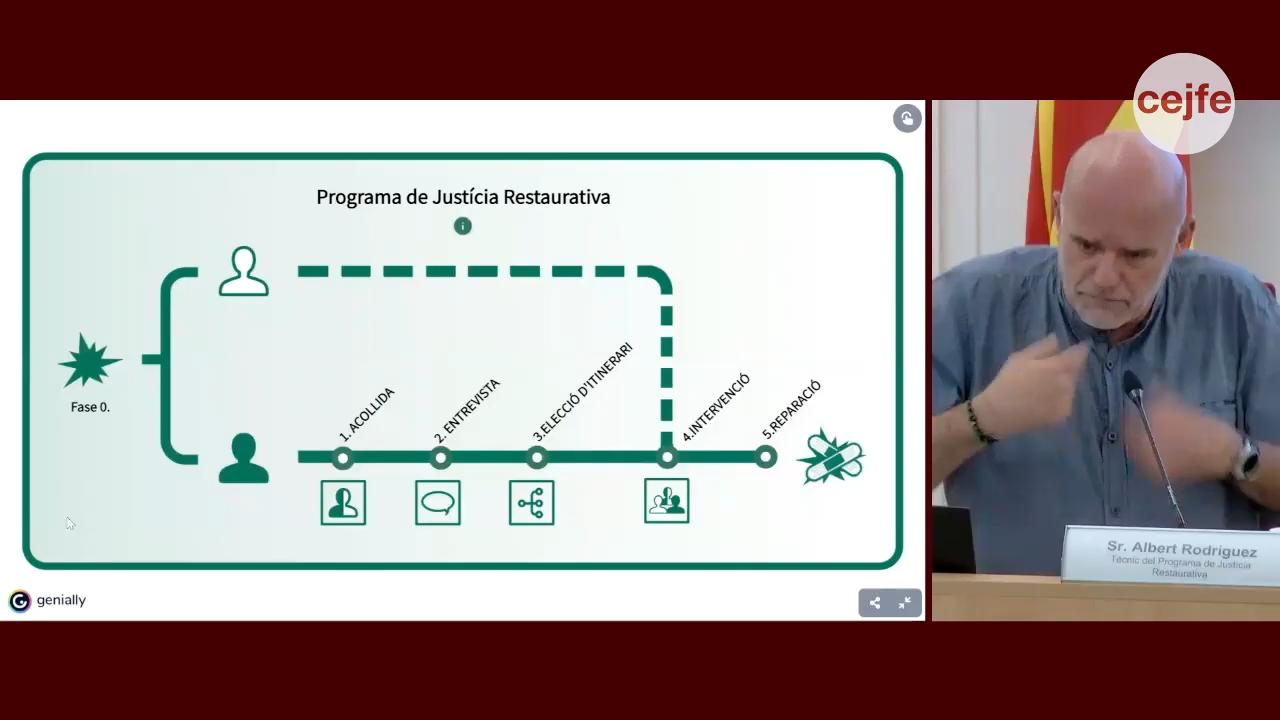 cejfe
Programa de Justícia Restaurativa
i
Fase 0.
1. ACOLLIDA
2. ENTREVISTA
3.ELECCIÓ D'ITINERARI
4.INTERVENCIÓ
5.REPARACIÓ
genially
Sr. Albert Rodríguez
Tècnic del Programa de Justícia
Restaurativa